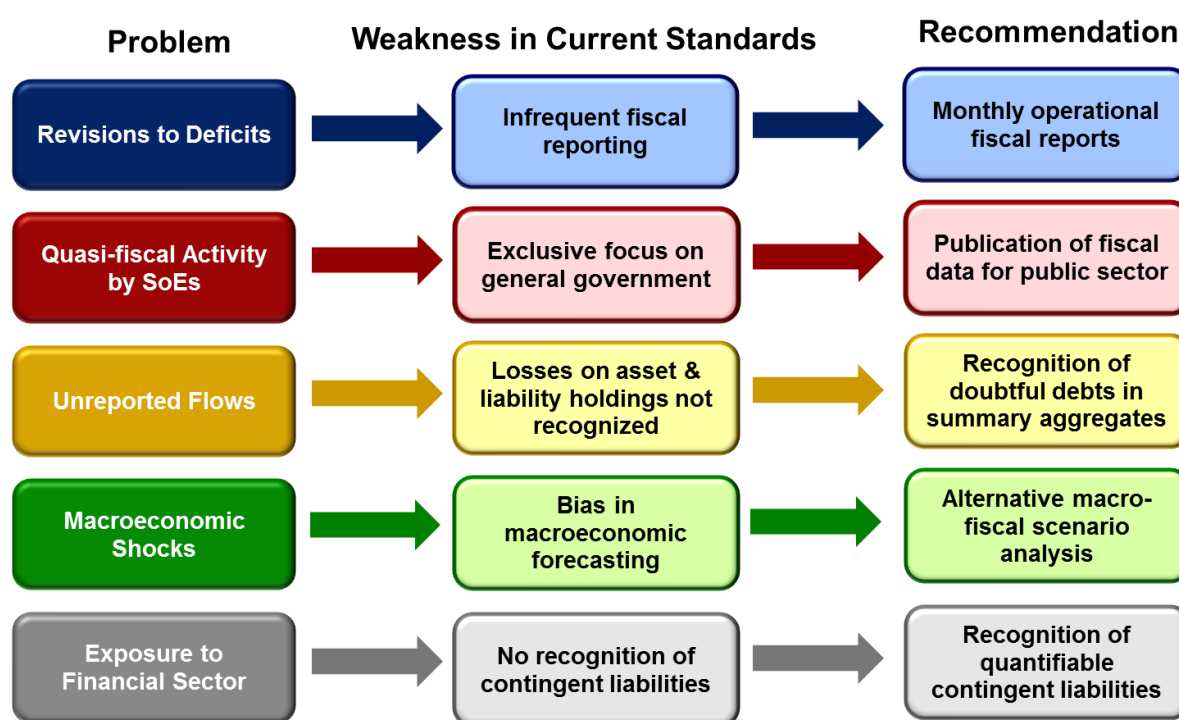 Problem
Weakness in Current Standards
Recommendation
Revisions to Deficits
Infrequent fiscal
reporting
Monthly operational
fiscal reports
Quasi-fiscal Activity
by SoEs
Exclusive focus on
general government
Publication of fiscal
data for public sector
Unreported Flows
Losses on asset &
liability holdings not
recognized
Recognition of
doubtful debts in
summary aggregates
Macroeconomic
Shocks
Bias in
macroeconomic
forecasting
Alternative macro-
fiscal scenario
analysis
Exposure to
Financial Sector
No recognition of
contingent liabilities
Recognition of
quantifiable
contingent liabilities